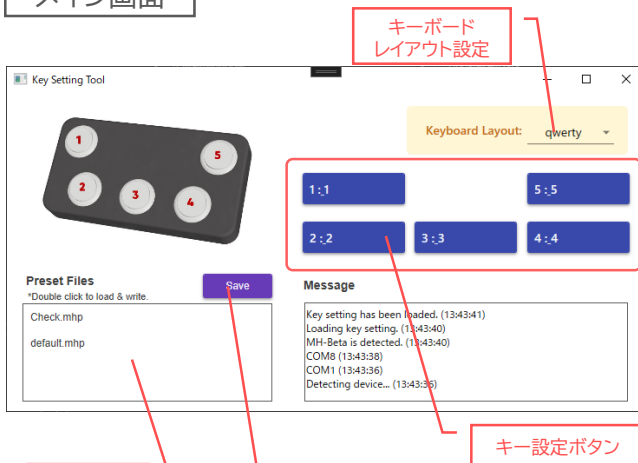 メイン画面
キーボード
レイアウト設定
Key Setting Tool
Keyboard Layout: qwerty
1
5
2
3
4
1 : 1
5 : 5
2 : 2
3 : 3
4 : 4
Preset Files
Save
*Double click to load & write.
Check.mhp
default.mhp
Message
Key setting has been loaded. (13:43:41)
Loading key setting. (13:43:40)
MH-Beta is detected. (13:43:40)
COM8 (13:43:38)
COM1 (13:43:36)
Detecting device... (13:43:36)
キー設定ボタン